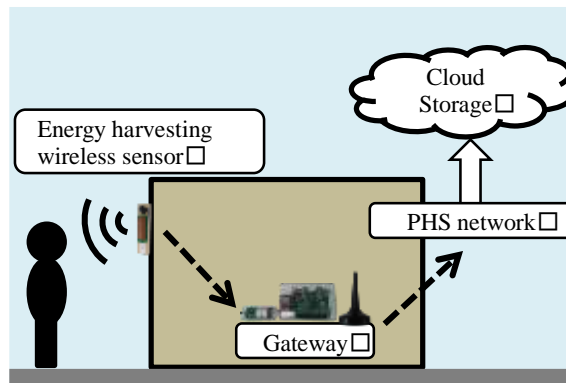 Cloud
Storage□
Energy harvesting
wireless sensor□
PHS network□
Gateway□